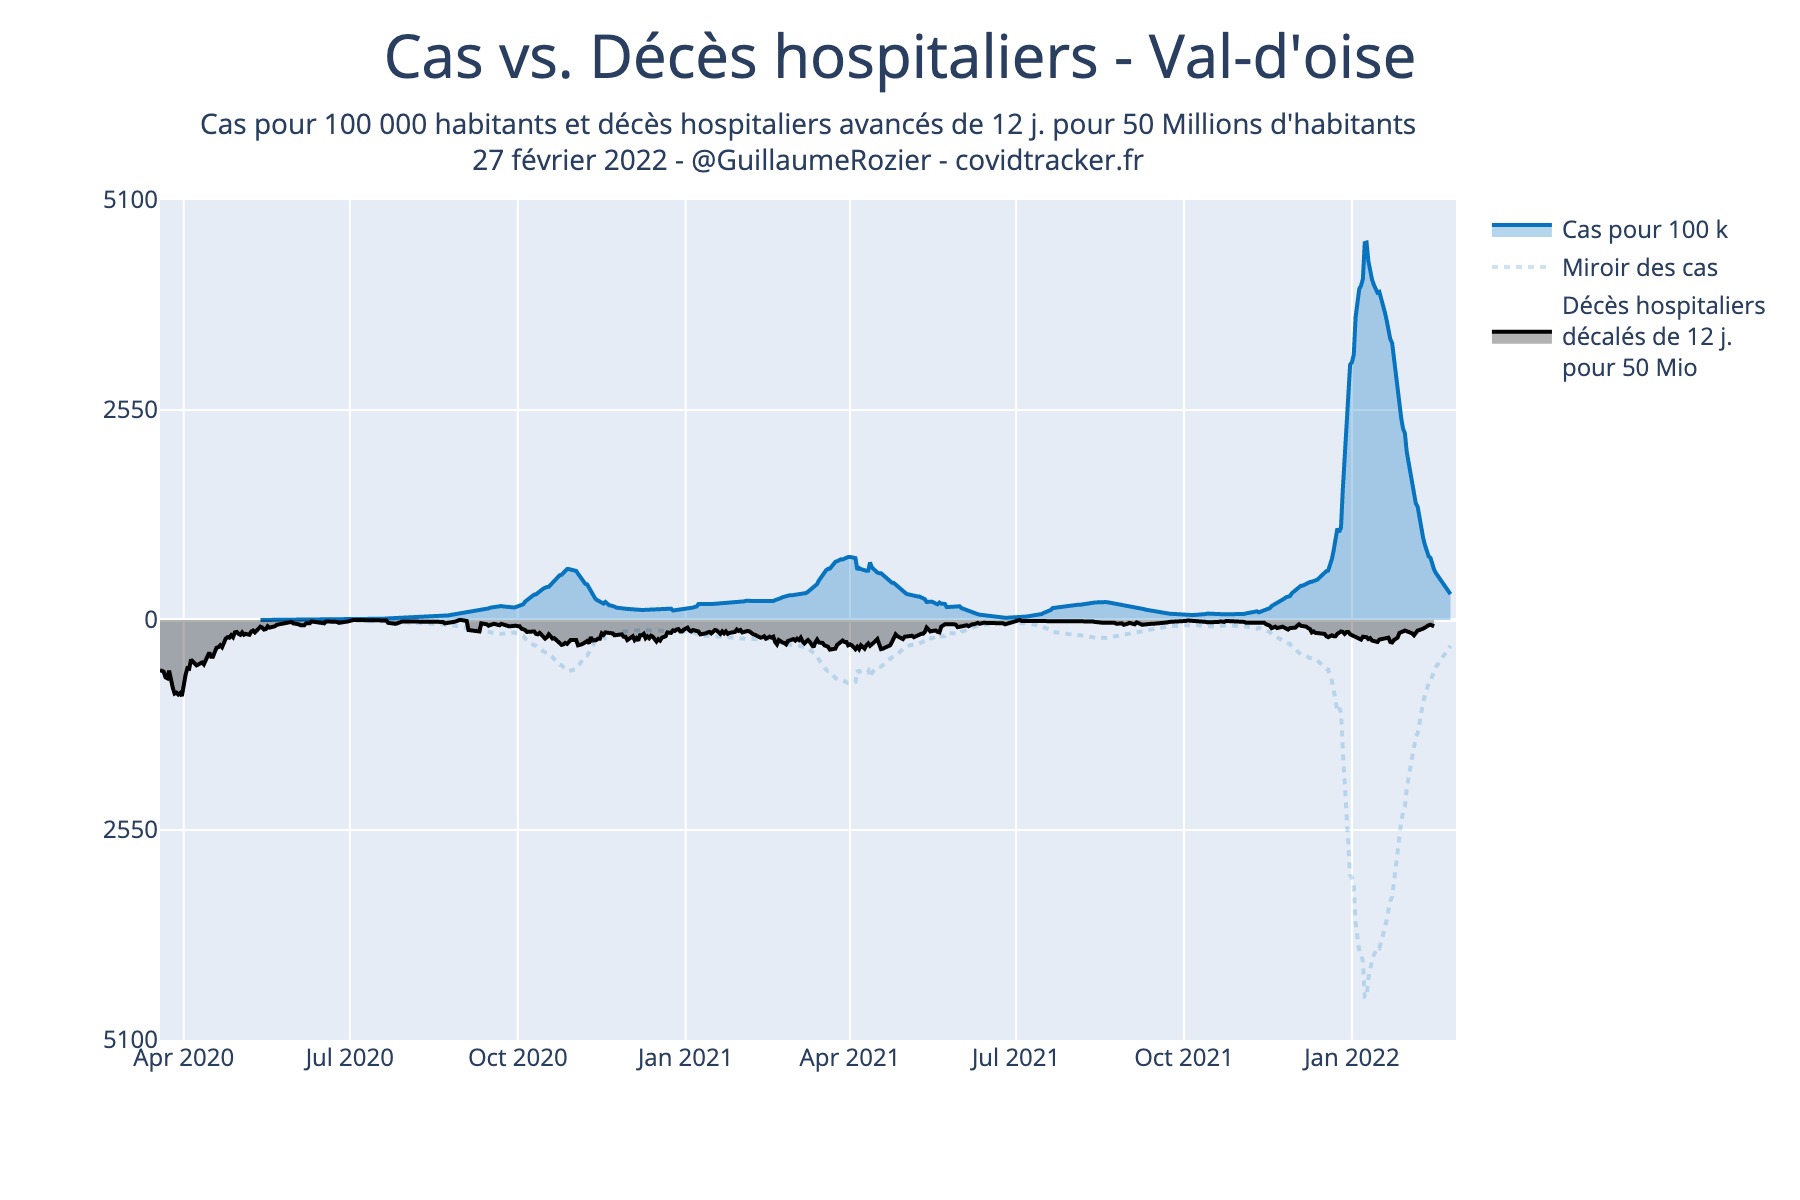 Cas vs. Décès hospitaliers - Val-d'oise
Cas pour 100 000 habitants et décès hospitaliers avancés de 12 j. pour 50 Millions d'habitants
27 février 2022 - @GuillaumeRozier - covidtracker.fr
5100
2550
0
2550
5100
Apr 2020
Jul 2020
Oct 2020
Jan 2021
Apr 2021
Jul 2021
Oct 2021
Jan 2022
Cas pour 100 k
Miroir des cas
Décès hospitaliers
décalés de 12 j.
pour 50 Mio